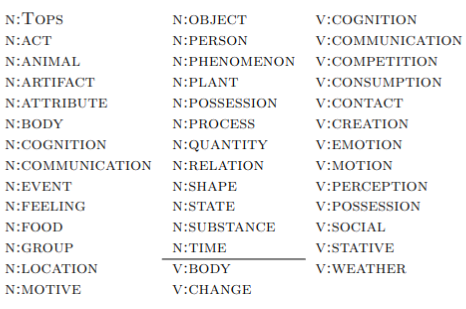 N:TOPS N:OBJECT V:COGNITION
N:ACT N:PERSON V:COMMUNICATION
N:ANIMAL N:PHENOMENON V:COMPETITION
N:ARTIFACT N:PLANT V:CONSUMPTION
N:ATTRIBUTE N:POSSESSION V:CONTACT
N:BODY N:PROCESS V:CREATION
N:COGNITION N:QUANTITY V:EMOTION
N:COMMUNICATION N:RELATION V:MOTION
N:EVENT N:SHAPE V:PERCEPTION
N:FEELING N:STATE V:POSSESSION
N:FOOD N:SUBSTANCE V:SOCIAL
N:GROUP N:TIME V:STATIVE
N:LOCATION V:BODY V:WEATHER
N:MOTIVE V:CHANGE